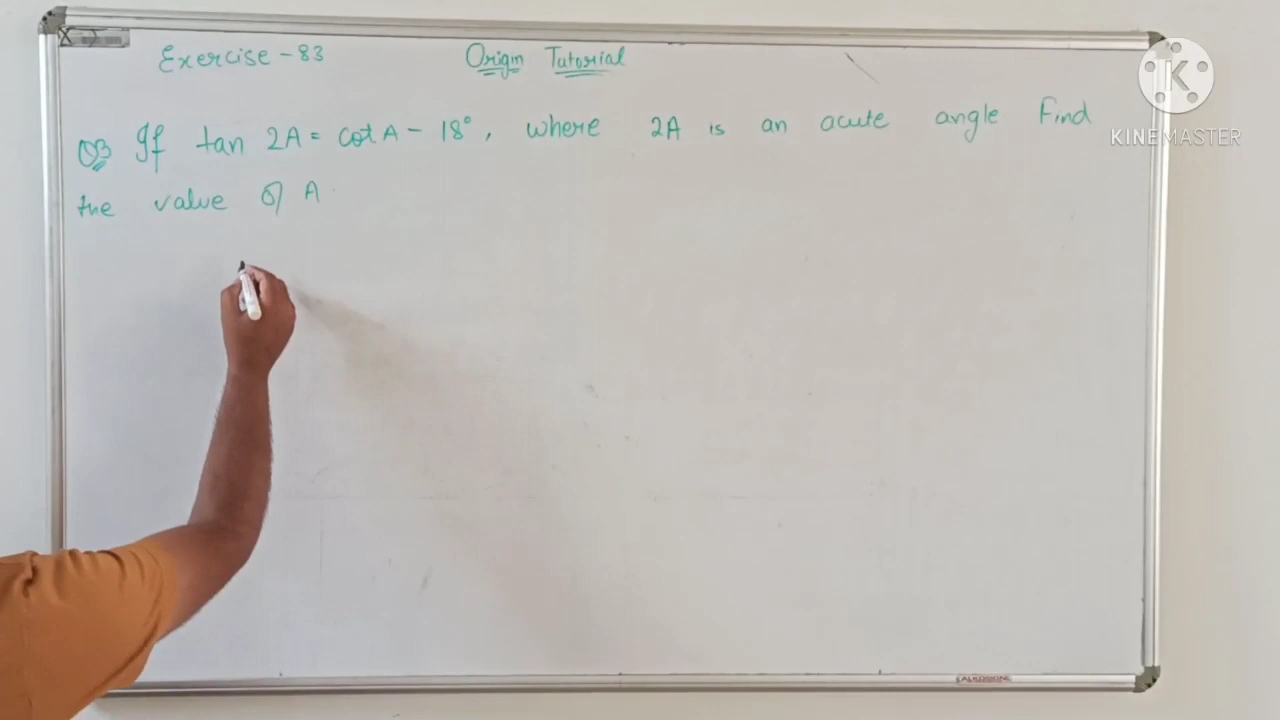 Exercise - 83 Origin Tutorial
Q3 If tan 2A = cot A - 18°, where 2A is an acute angle Find
the value of A
K
KINEMASTER